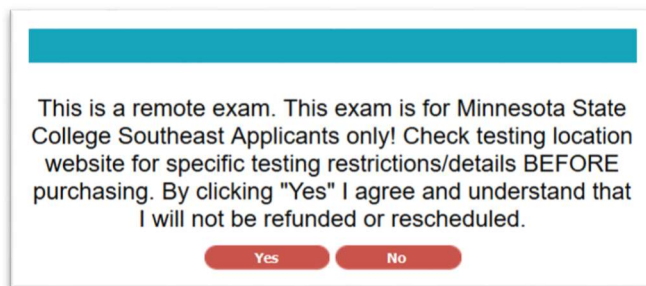 This is a remote exam. This exam is for Minnesota State
College Southeast Applicants only! Check testing location
website for specific testing restrictions/details BEFORE
purchasing. By clicking "Yes" I agree and understand that
I will not be refunded or rescheduled.
Yes No